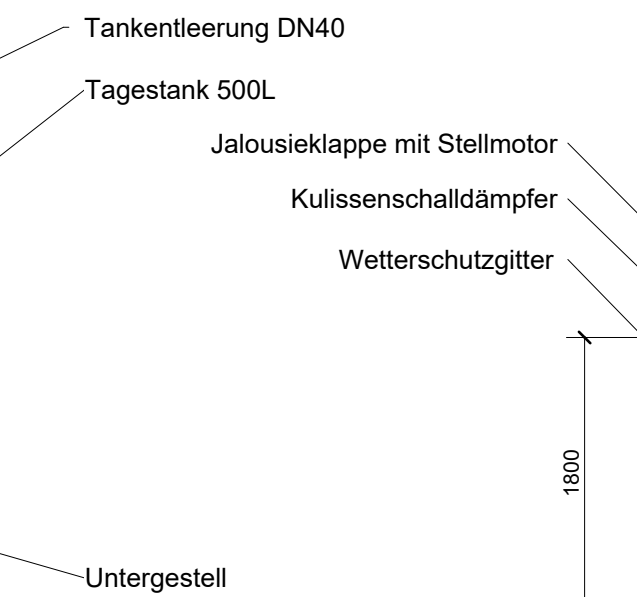 Tankentleerung DN40
Tagestank 500L
Jalousieklappe mit Stellmotor
Kulissenschalldämpfer
Wetterschutzgitter
1800
Untergestell